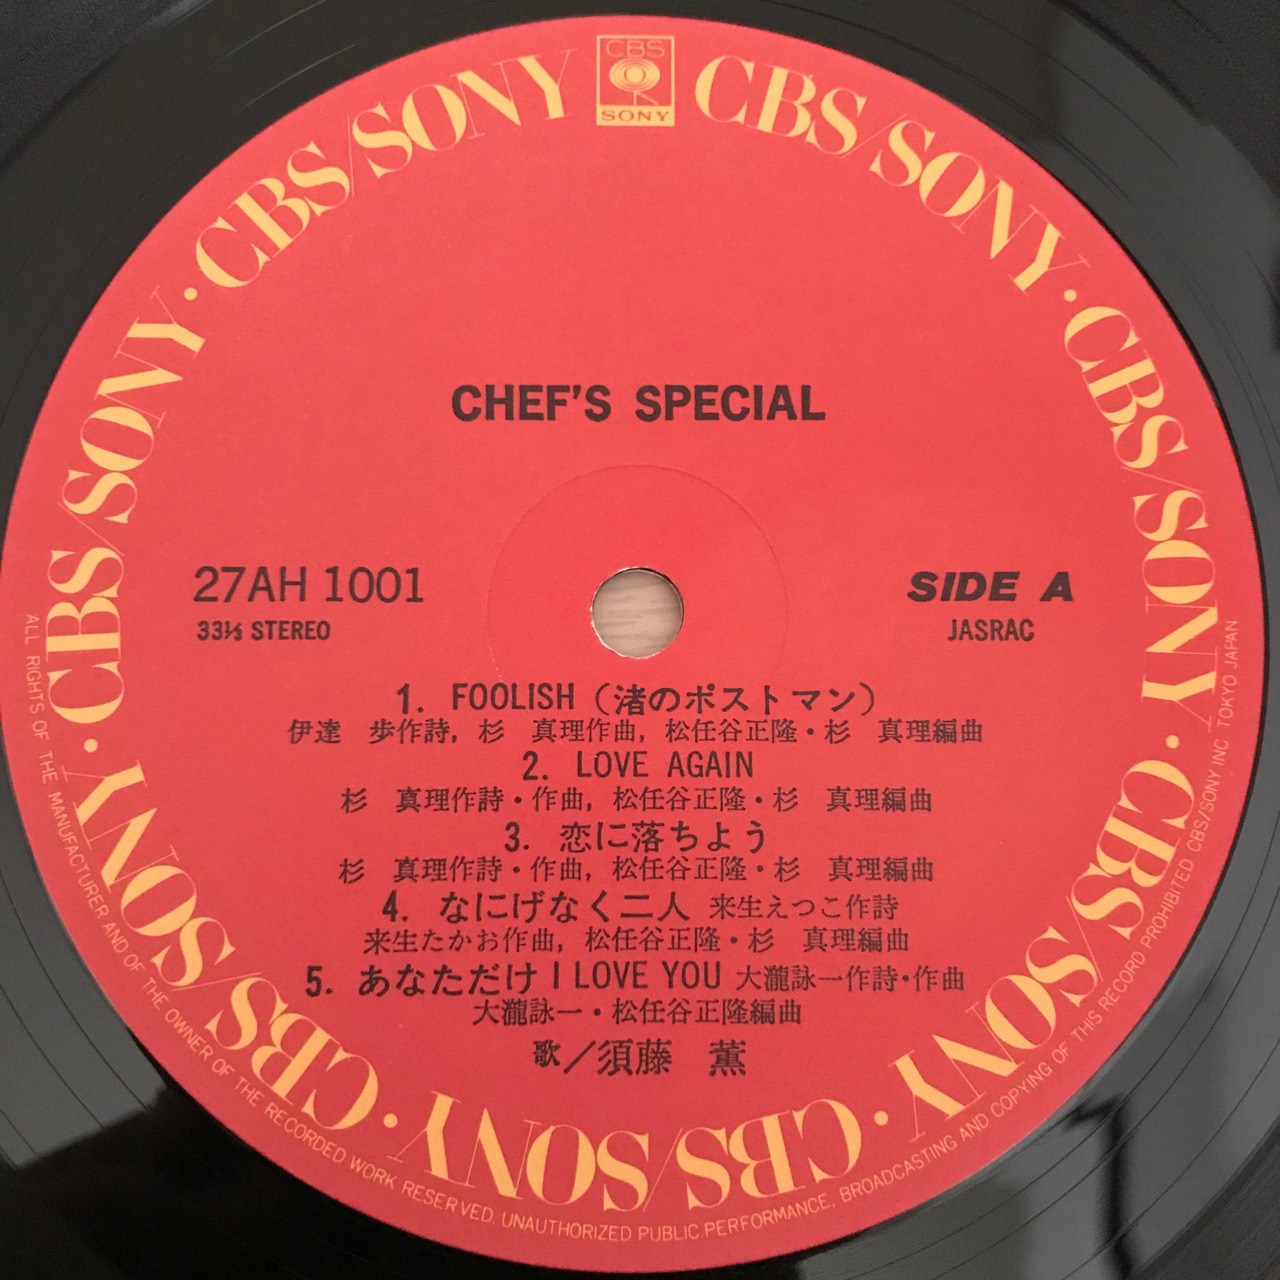 CBS
SONY
CBS/SONY · CBS/SONY · CBS/SONY · CBS/SONY · CBS/SONY · CBS/SONY · CBS/SONY · CBS/SONY
CHEF'S SPECIAL
27AH 1001
33⅓ STEREO
SIDE A
JASRAC
1. FOOLISH (渚のポストマン)
伊達 歩作詩, 杉 真理作曲, 松任谷正隆・杉 真理編曲
2. LOVE AGAIN
杉 真理作詩・作曲, 松任谷正隆・杉 真理編曲
3. 恋に落ちよう
杉 真理作詩・作曲, 松任谷正隆・杉 真理編曲
4. なにげなく二人 来生えつこ作詩
来生たかお作曲, 松任谷正隆・杉 真理編曲
5. あなただけ I LOVE YOU 大瀧詠一作詩・作曲
大瀧詠一・松任谷正隆編曲
歌／須藤 薫
ALL RIGHTS OF THE MANUFACTURER AND OF THE OWNER OF THE RECORDED WORK RESERVED. UNAUTHORIZED PUBLIC PERFORMANCE, BROADCASTING AND COPYING OF THIS RECORD PROHIBITED CBS/SONY INC. TOKYO JAPAN